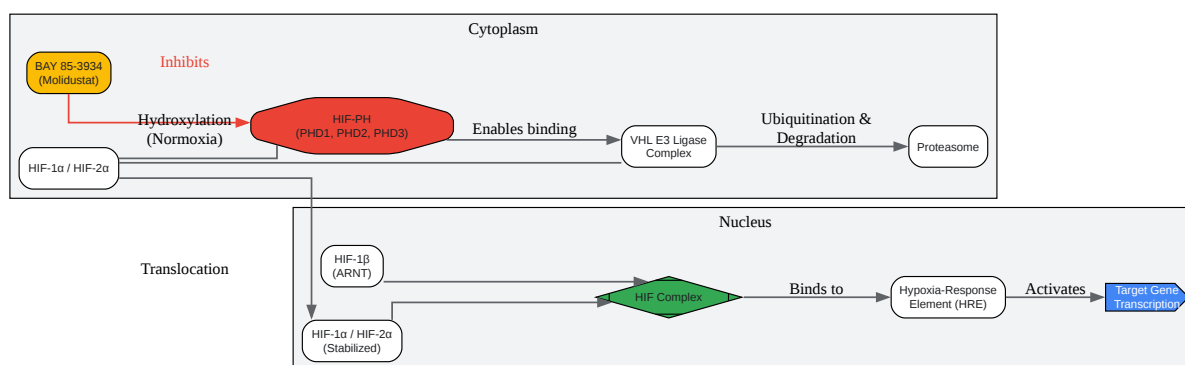 Cytoplasm
BAY 85-3934
(Molidustat)
Inhibits
Hydroxylation
(Normoxia)
HIF-PH
(PHD1, PHD2, PHD3)
Enables binding
VHL E3 Ligase
Complex
Ubiquitination &
Degradation
Proteasome
HIF-1α / HIF-2α
Nucleus
Translocation
HIF-1β
(ARNT)
HIF-1α / HIF-2α
(Stabilized)
HIF Complex
Binds to
Hypoxia-Response
Element (HRE)
Activates
Target Gene
Transcription